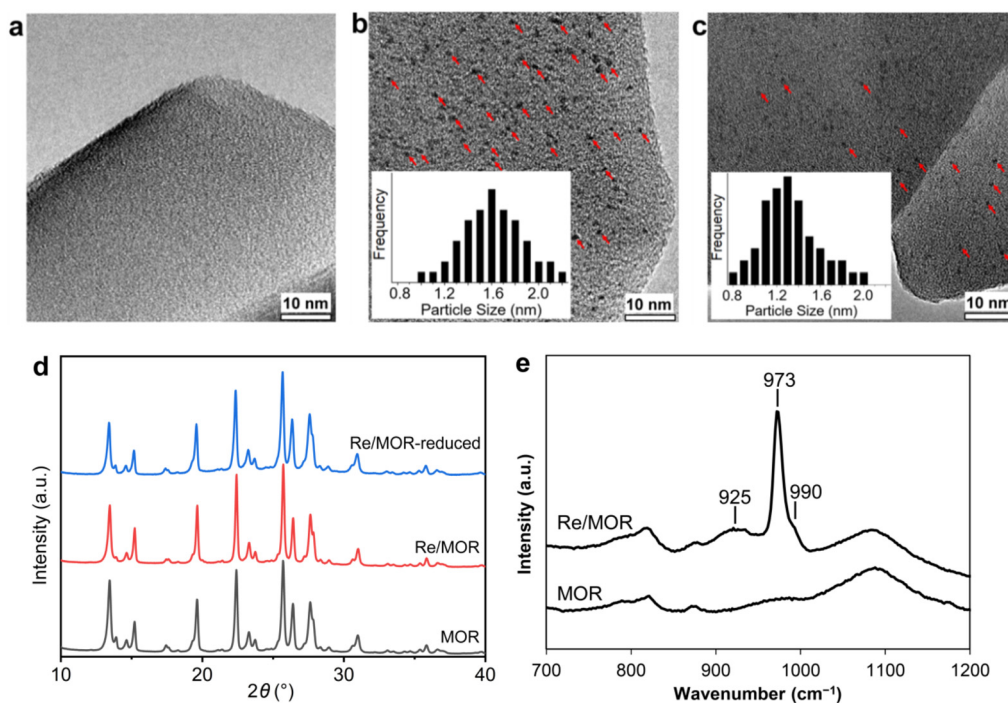 a
10 nm
b
Frequency
0.8 1.2 1.6 2.0
Particle Size (nm)
10 nm
c
Frequency
0.8 1.2 1.6 2.0
Particle Size (nm)
10 nm
d
Intensity (a.u.)
Re/MOR-reduced
Re/MOR
MOR
10 20 30 40
2θ (°)
e
Intensity (a.u.)
973
925
990
Re/MOR
MOR
700 800 900 1000 1100 1200
Wavenumber (cm⁻¹)